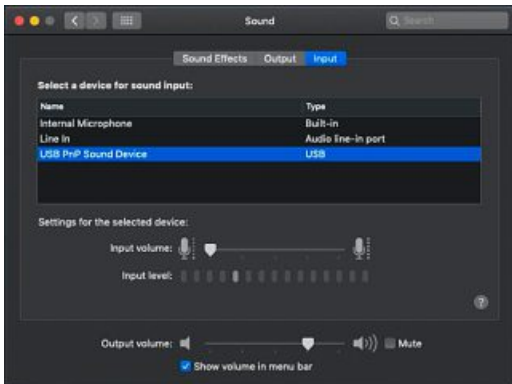 Sound
Search
Sound Effects Output Input
Select a device for sound input:
Name Type
Internal Microphone Built-in
Line In Audio line-in port
USB PnP Sound Device USB
Settings for the selected device:
Input volume:
Input level:
?
Output volume: Mute
Show volume in menu bar